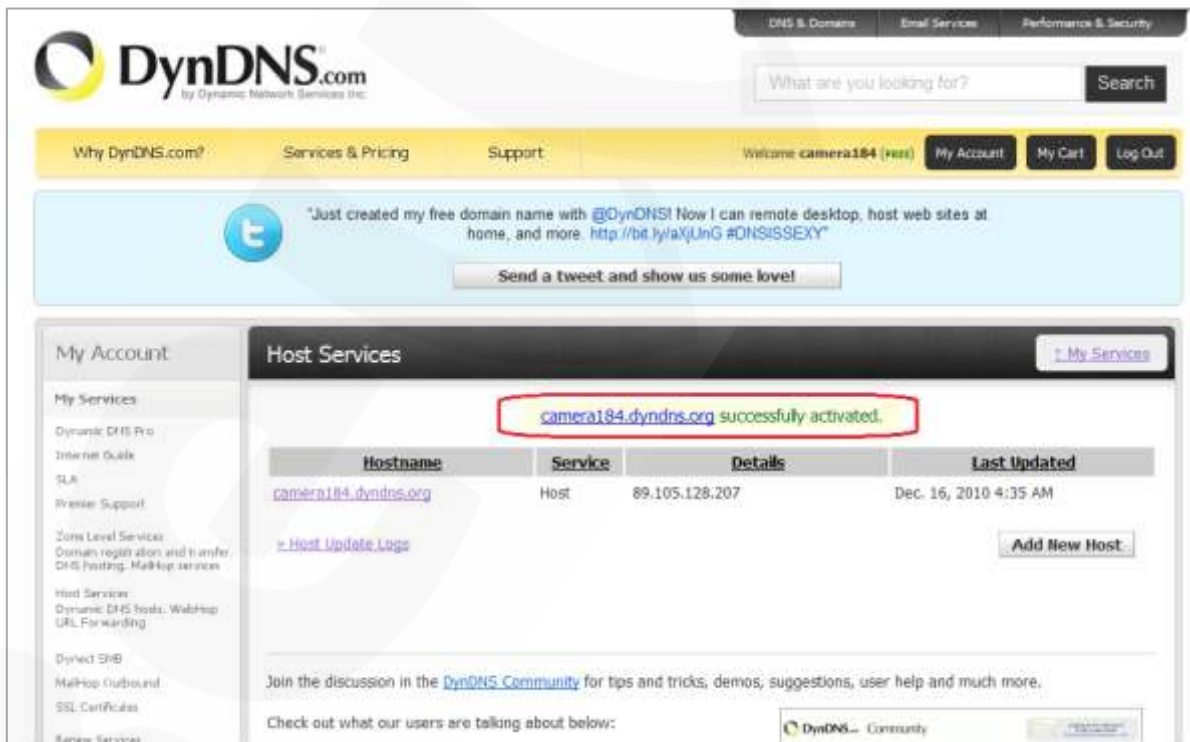 DNS & Domains Email Services Performance & Security
DynDNS.com
by Dynamic Network Services Inc.
What are you looking for? Search
Why DynDNS.com? Services & Pricing Support Welcome camera184 (FREE) My Account My Cart Log Out
"Just created my free domain name with @DynDNS! Now I can remote desktop, host web sites at
home, and more. http://bit.ly/aXjUnG #DNSISSEXY"
Send a tweet and show us some love!
My Account
Host Services
↑ My Services
My Services
camera184.dyndns.org successfully activated.
Dynamic DNS Pro
Internet Guide
SLA
Premier Support
Zone Level Services
Domain registration and transfer,
DNS hosting, MailHop services
Host Services
Dynamic DNS hosts, WebHop
URL Forwarding
Dynect SMB
MailHop Outbound
SSL Certificates
Renew Services
Hostname Service Details Last Updated
camera184.dyndns.org Host 89.105.128.207 Dec. 16, 2010 4:35 AM
» Host Update Logs Add New Host
Join the discussion in the DynDNS Community for tips and tricks, demos, suggestions, user help and much more.
Check out what our users are talking about below:
DynDNS Community